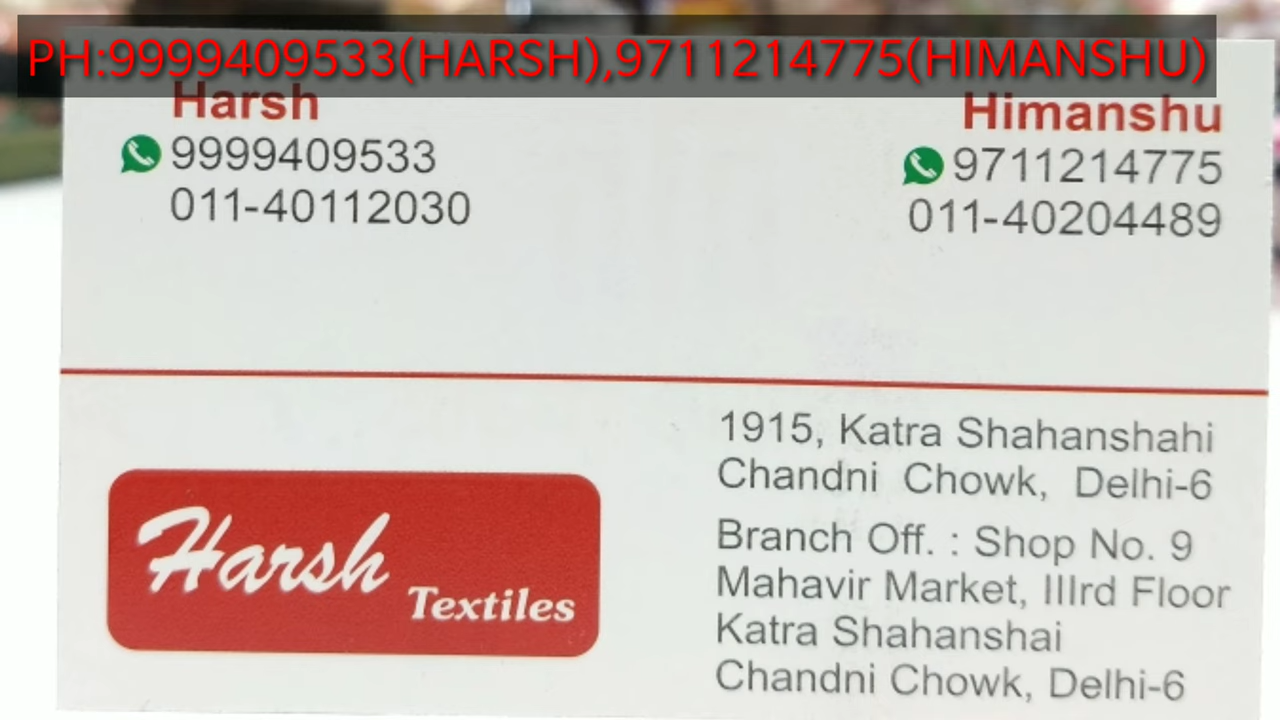 PH:9999409533(HARSH),9711214775(HIMANSHU)
Harsh
9999409533
011-40112030
Himanshu
9711214775
011-40204489
Harsh
Textiles
1915, Katra Shahanshahi
Chandni Chowk, Delhi-6
Branch Off. : Shop No. 9
Mahavir Market, IIIrd Floor
Katra Shahanshai
Chandni Chowk, Delhi-6